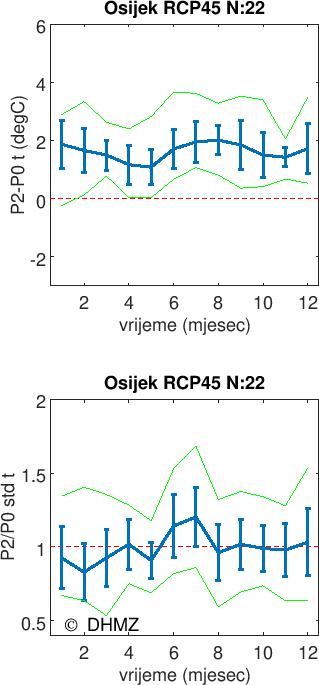 Osijek RCP45 N:22
P2-P0 t (degC)
6
4
2
0
-2
2 4 6 8 10 12
vrijeme (mjesec)
Osijek RCP45 N:22
P2/P0 std t
2
1.5
1
0.5
© DHMZ
2 4 6 8 10 12
vrijeme (mjesec)